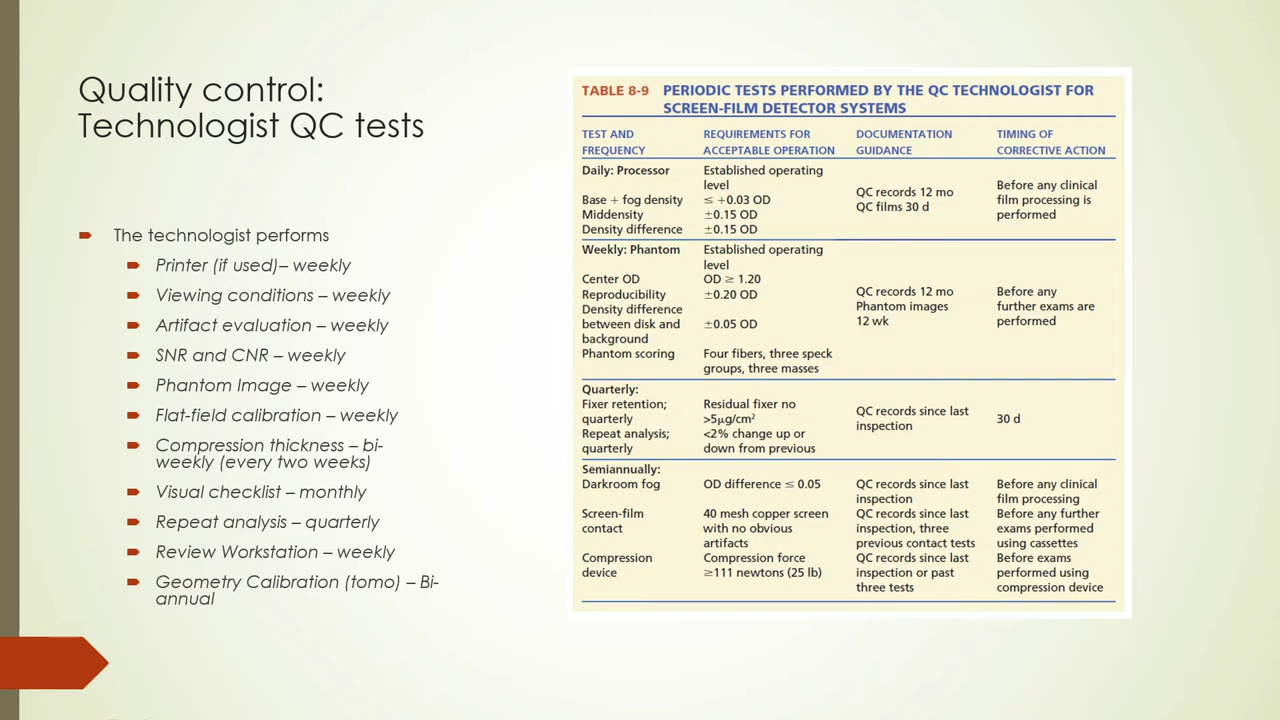 Quality control:
Technologist QC tests
The technologist performs
Printer (if used)– weekly
Viewing conditions – weekly
Artifact evaluation – weekly
SNR and CNR – weekly
Phantom Image – weekly
Flat-field calibration – weekly
Compression thickness – bi-
weekly (every two weeks)
Visual checklist – monthly
Repeat analysis – quarterly
Review Workstation – weekly
Geometry Calibration (tomo) – Bi-
annual
TABLE 8-9 PERIODIC TESTS PERFORMED BY THE QC TECHNOLOGIST FOR
SCREEN-FILM DETECTOR SYSTEMS
TEST AND REQUIREMENTS FOR DOCUMENTATION TIMING OF
FREQUENCY ACCEPTABLE OPERATION GUIDANCE CORRECTIVE ACTION
Daily: Processor Established operating
level
Base + fog density ≤ +0.03 OD
Middensity ±0.15 OD
Density difference ±0.15 OD
QC records 12 mo
QC films 30 d
Before any clinical
film processing is
performed
Weekly: Phantom Established operating
level
Center OD OD ≥ 1.20
Reproducibility ±0.20 OD
Density difference
between disk and ±0.05 OD
background
Phantom scoring Four fibers, three speck
groups, three masses
QC records 12 mo
Phantom images
12 wk
Before any
further exams are
performed
Quarterly:
Fixer retention; Residual fixer no
quarterly >5μg/cm²
Repeat analysis; <2% change up or
quarterly down from previous
QC records since last
inspection
30 d
Semiannually:
Darkroom fog OD difference ≤ 0.05 QC records since last Before any clinical
inspection film processing
Screen-film 40 mesh copper screen QC records since last Before any further
contact with no obvious inspection, three exams performed
artifacts previous contact tests using cassettes
Compression Compression force QC records since last Before exams
device ≥111 newtons (25 lb) inspection or past performed using
three tests compression device